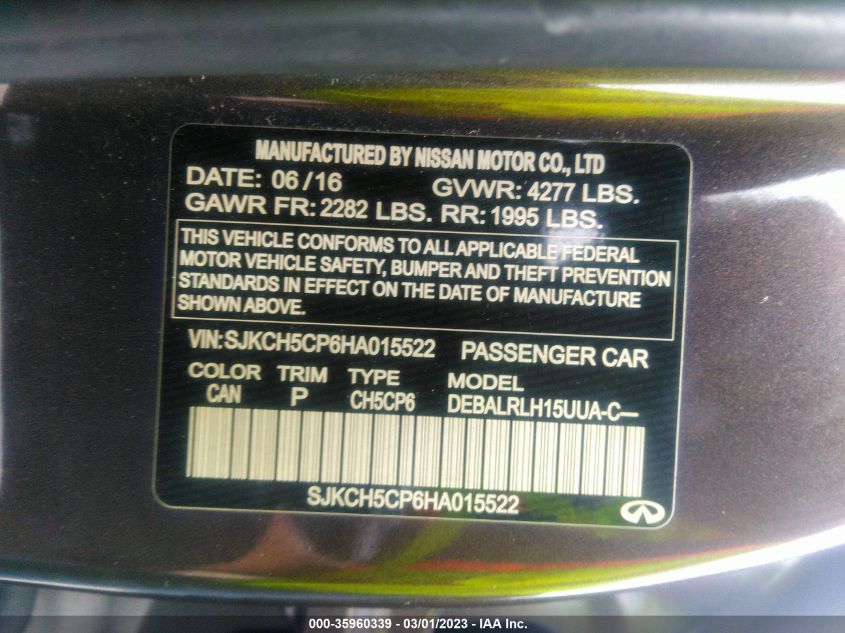 MANUFACTURED BY NISSAN MOTOR CO., LTD
DATE: 06/16 GVWR: 4277 LBS.
GAWR FR: 2282 LBS. RR: 1995 LBS.
THIS VEHICLE CONFORMS TO ALL APPLICABLE FEDERAL
MOTOR VEHICLE SAFETY, BUMPER AND THEFT PREVENTION
STANDARDS IN EFFECT ON THE DATE OF MANUFACTURE
SHOWN ABOVE.
VIN:SJKCH5CP6HA015522 PASSENGER CAR
COLOR TRIM TYPE MODEL
CAN P CH5CP6 DEBALRLH15UUA-C—
SJKCH5CP6HA015522
000-35960339 — 03/01/2023 — IAA Inc.